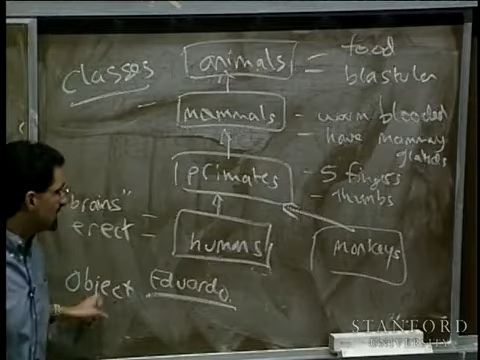 classes
animals - food
- blastula
mammals - warm blooded
- have mammary
glands
primates - 5 fingers
- thumbs
"brains" -
erect -
humans
monkeys
Object Eduardo
STANFORD
UNIVERSITY